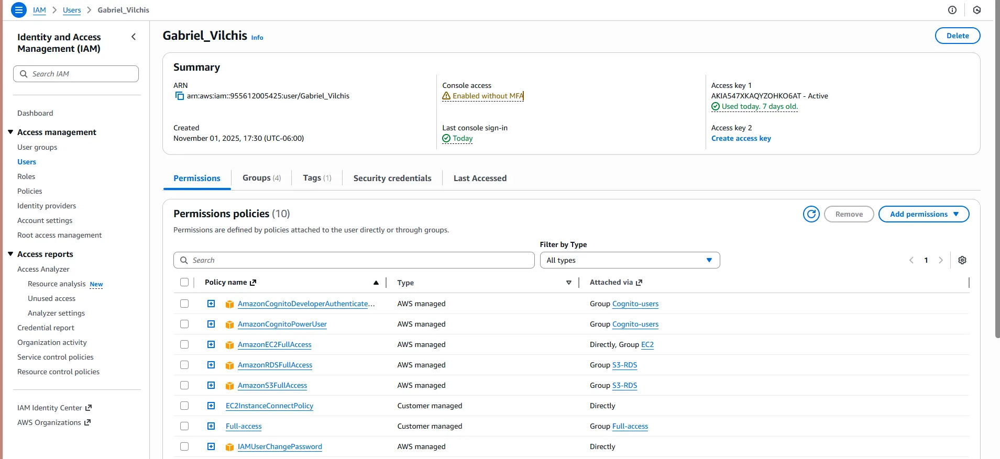 IAM > Users > Gabriel_Vilchis
Identity and Access Management (IAM)
Search IAM
Dashboard
Access management
User groups
Users
Roles
Policies
Identity providers
Account settings
Root access management
Access reports
Access Analyzer
Resource analysis New
Unused access
Analyzer settings
Credential report
Organization activity
Service control policies
Resource control policies
IAM Identity Center
AWS Organizations
Gabriel_Vilchis Info
Delete
Summary
ARN
arn:aws:iam::955612005425:user/Gabriel_Vilchis
Created
November 01, 2025, 17:30 (UTC-06:00)
Console access
Enabled without MFA
Last console sign-in
Today
Access key 1
AKIA547XKAQYZOHKO6AT - Active
Used today. 7 days old.
Access key 2
Create access key
Permissions
Groups (4)
Tags (1)
Security credentials
Last Accessed
Permissions policies (10)
Permissions are defined by policies attached to the user directly or through groups.
Remove
Add permissions
Filter by Type
Search
All types
1
Policy name Type Attached via
AmazonCognitoDeveloperAuthenticate... AWS managed Group Cognito-users
AmazonCognitoPowerUser AWS managed Group Cognito-users
AmazonEC2FullAccess AWS managed Directly, Group EC2
AmazonRDSFullAccess AWS managed Group S3-RDS
AmazonS3FullAccess AWS managed Group S3-RDS
EC2InstanceConnectPolicy Customer managed Directly
Full-access Customer managed Group Full-access
IAMUserChangePassword AWS managed Directly